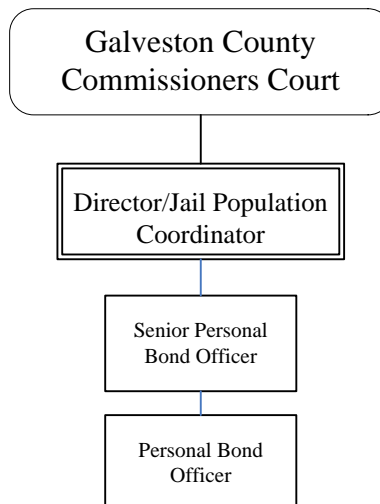 Galveston County
Commissioners Court
Director/Jail Population
Coordinator
Senior Personal
Bond Officer
Personal Bond
Officer